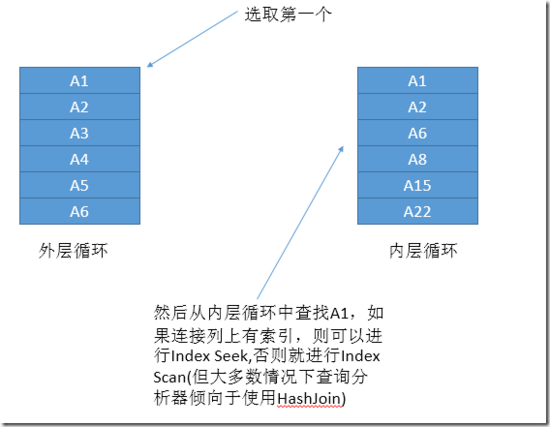 选取第一个
A1
A2
A3
A4
A5
A6
外层循环
A1
A2
A6
A8
A15
A22
内层循环
然后从内层循环中查找A1，如
果连接列上有索引，则可以进
行Index Seek,否则就进行Index
Scan(但大多数情况下查询分
析器倾向于使用HashJoin)